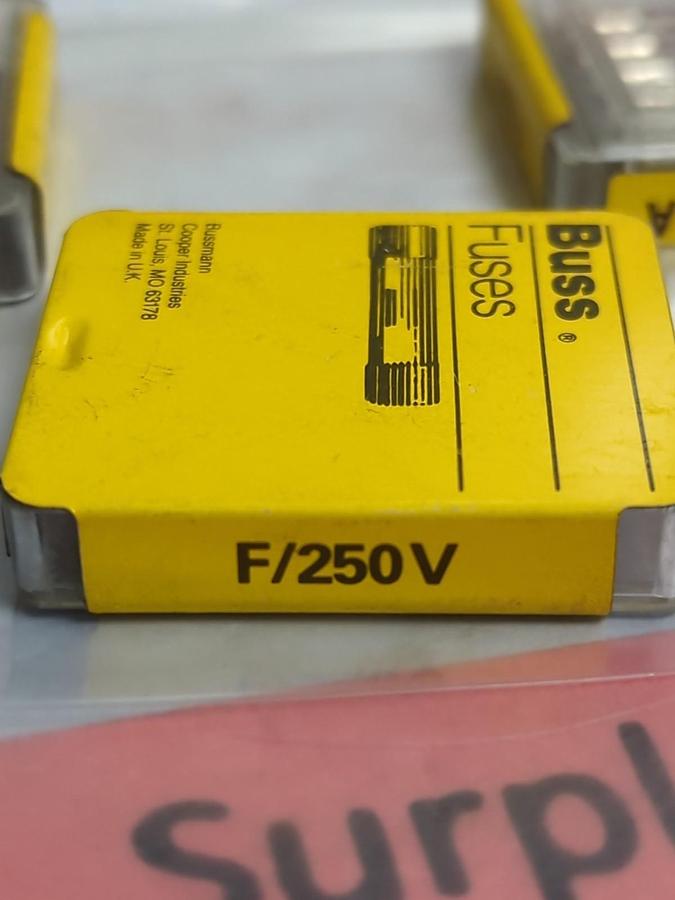 Buss®
Fuses
Bussmann
Cooper Industries
St. Louis, MO 63178
Made in U.K.
F/250V
A
Surpl